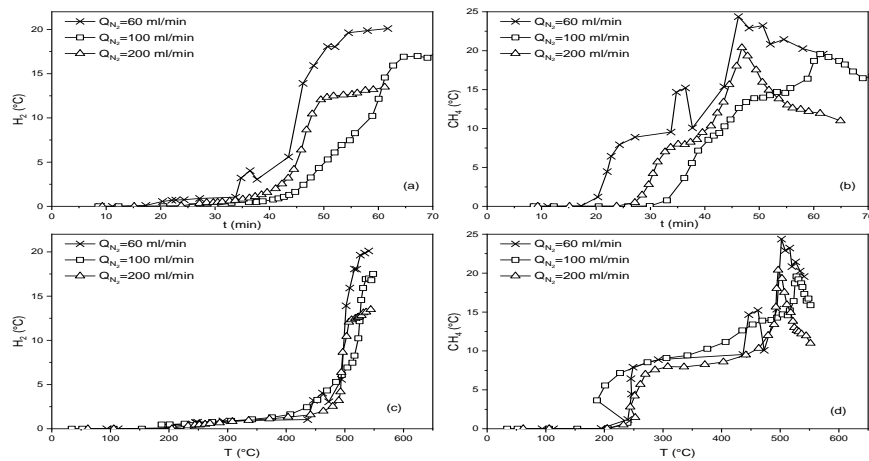 Q_N₂=60 ml/min
Q_N₂=100 ml/min
Q_N₂=200 ml/min
20
15
10
5
0
H₂ (°C)
0 10 20 30 40 50 60 70
t (min)
(a)
Q_N₂=60 ml/min
Q_N₂=100 ml/min
Q_N₂=200 ml/min
25
20
15
10
5
0
CH₄ (°C)
0 10 20 30 40 50 60 70
t (min)
(b)
Q_N₂=60 ml/min
Q_N₂=100 ml/min
Q_N₂=200 ml/min
20
15
10
5
0
H₂ (°C)
0 100 200 300 400 500 600
T (°C)
(c)
Q_N₂=60 ml/min
Q_N₂=100 ml/min
Q_N₂=200 ml/min
25
20
15
10
5
0
CH₄ (°C)
0 100 200 300 400 500 600
T (°C)
(d)